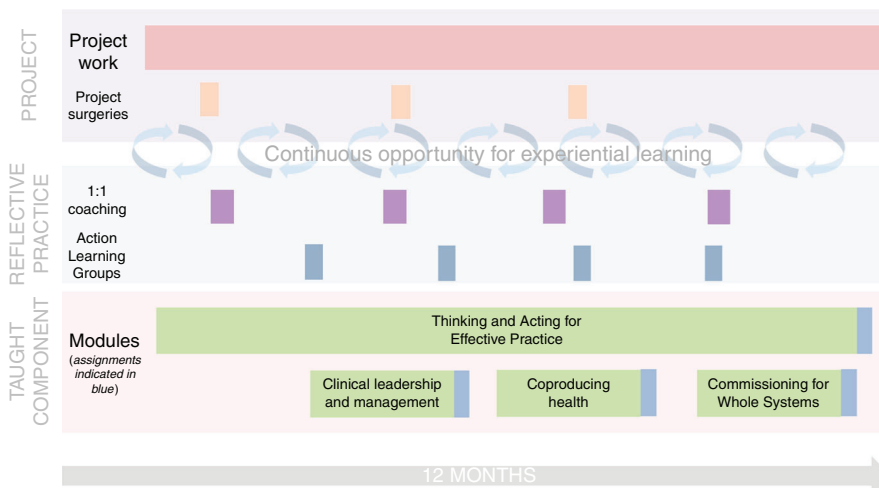 PROJECT
Project
work
Project
surgeries
Continuous opportunity for experiential learning
REFLECTIVE
PRACTICE
1:1
coaching
Action
Learning
Groups
TAUGHT
COMPONENT
Modules
(assignments
indicated in
blue)
Thinking and Acting for
Effective Practice
Clinical leadership
and management
Coproducing
health
Commissioning for
Whole Systems
12 MONTHS